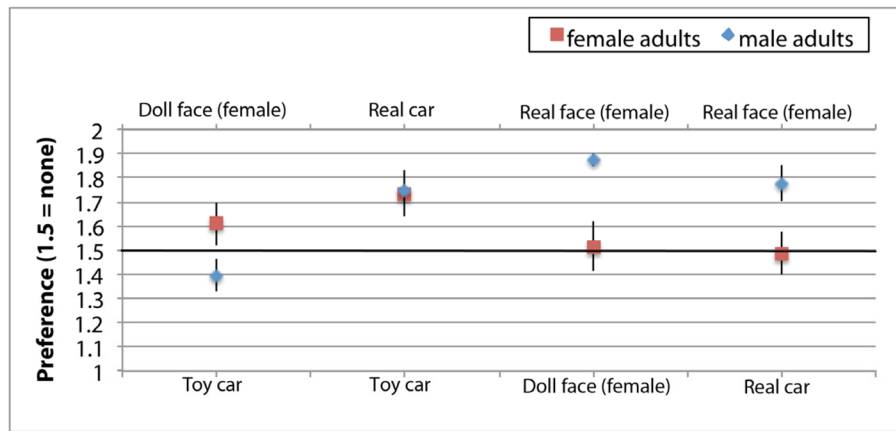 female adults male adults
Doll face (female) Real car Real face (female) Real face (female)
Preference (1.5 = none)
2
1.9
1.8
1.7
1.6
1.5
1.4
1.3
1.2
1.1
1
Toy car Toy car Doll face (female) Real car